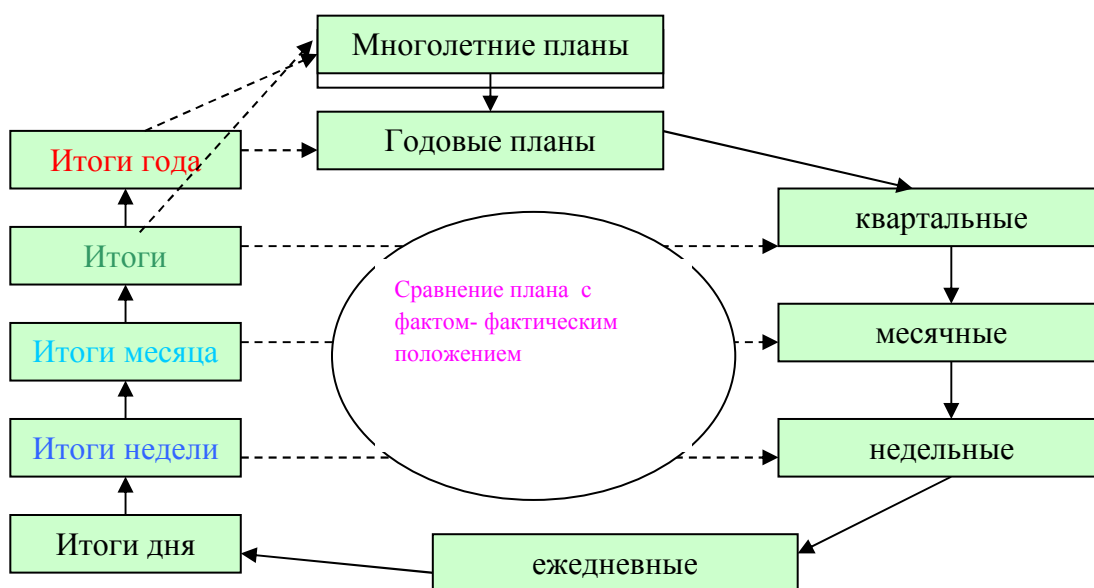 Многолетние планы
Годовые планы
Итоги года
квартальные
Итоги
Сравнение плана с
фактом- фактическим
положением
Итоги месяца
месячные
Итоги недели
недельные
Итоги дня
ежедневные